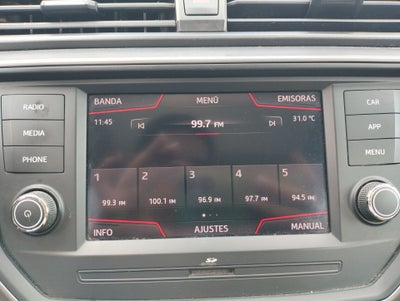 BANDA MENÚ EMISORAS
RADIO
MEDIA
PHONE
CAR
APP
MENU
11:45 99.7 FM 31.0 °C
1 2 3 4 5
99.3 FM 100.1 FM 96.9 FM 97.7 FM 94.5 FM
INFO AJUSTES MANUAL
SD